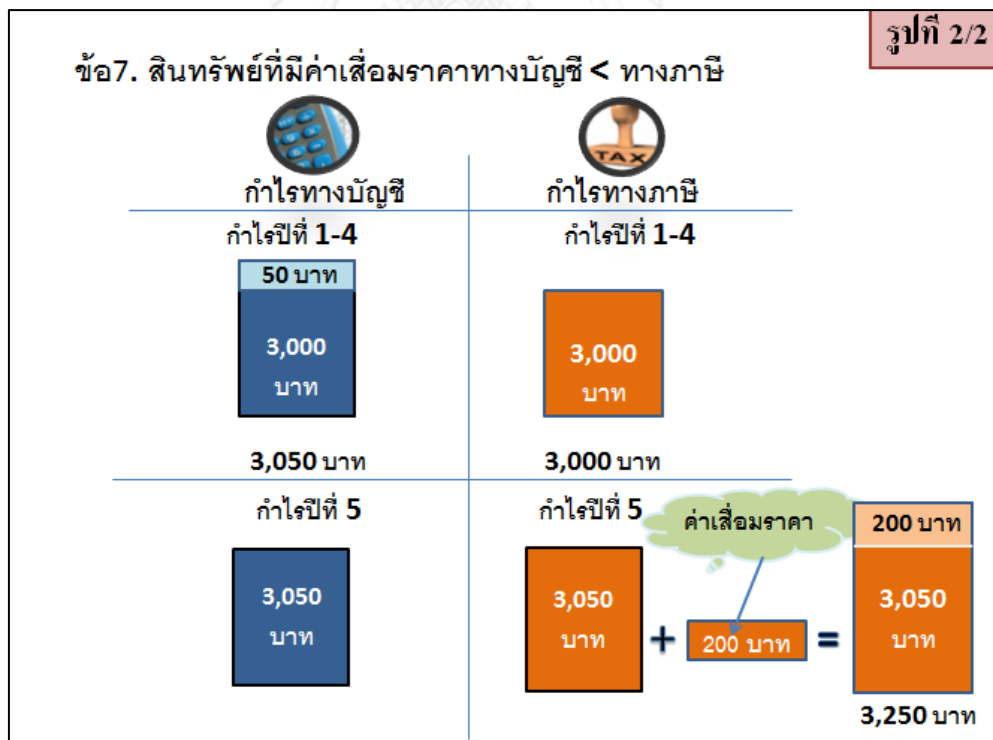 รูปที่ 2/2
ข้อ7. สินทรัพย์ที่มีค่าเสื่อมราคาทางบัญชี < ทางภาษี
TAX
กำไรทางบัญชี
กำไรทางภาษี
กำไรปีที่ 1-4
กำไรปีที่ 1-4
50 บาท
3,000
บาท
3,000
บาท
3,050 บาท
3,000 บาท
กำไรปีที่ 5
กำไรปีที่ 5
ค่าเสื่อมราคา
200 บาท
3,050
บาท
3,050
บาท
+
200 บาท
=
3,050
บาท
3,250 บาท